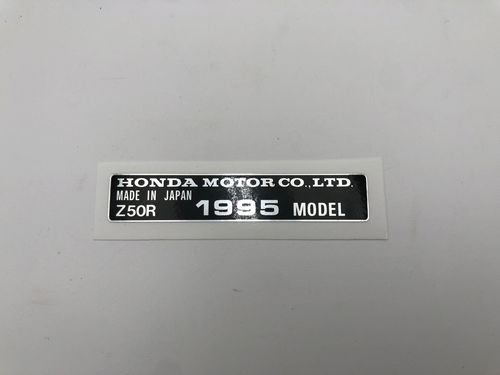 HONDA MOTOR CO., LTD.
MADE IN JAPAN
Z50R 1995 MODEL